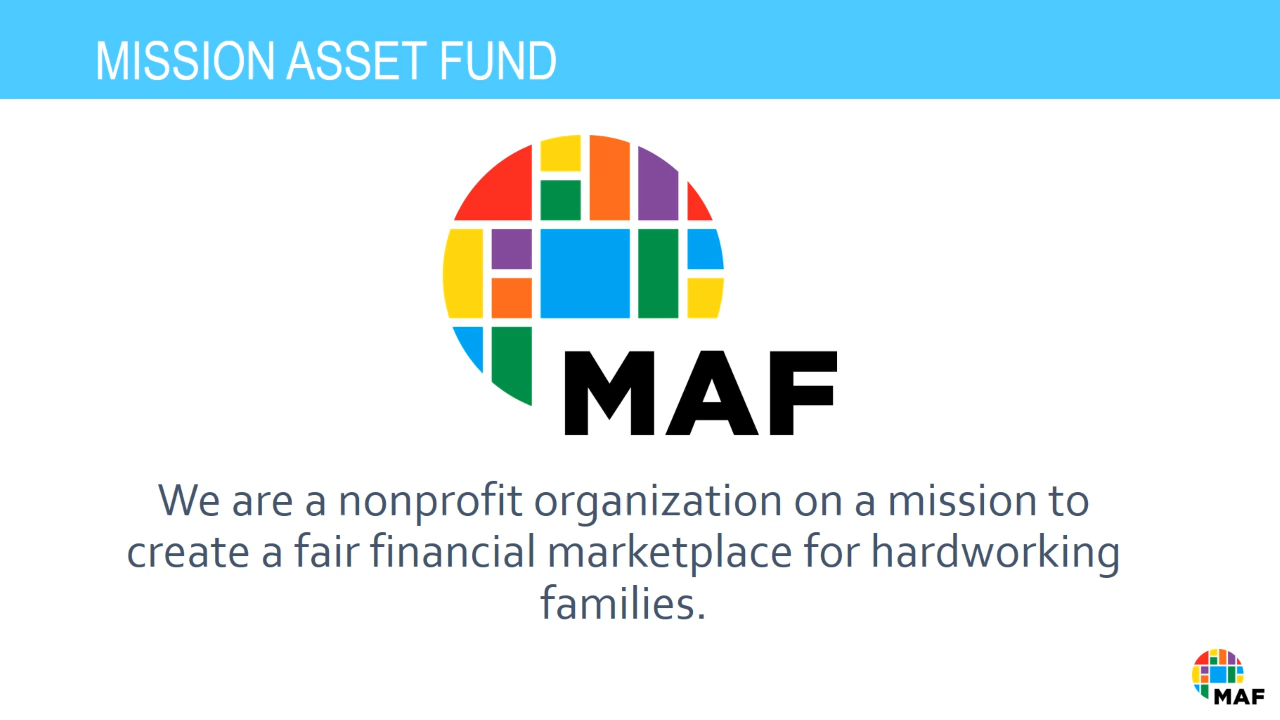 MISSION ASSET FUND
MAF
We are a nonprofit organization on a mission to
create a fair financial marketplace for hardworking
families.
MAF